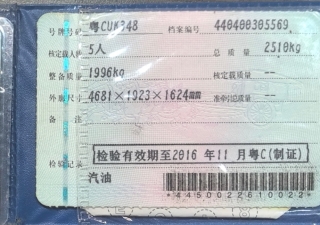 号牌号码 粤CUK348 档案编号 440400305569
核定载人数 5人 总质量 2510kg
整备质量 1996kg 核定载质量 --
外廓尺寸 4681×1923×1624mm 准牵引总质量 --
备注
检验有效期至2016年11月粤C(制证)
检验记录
汽油
*4450022610022*